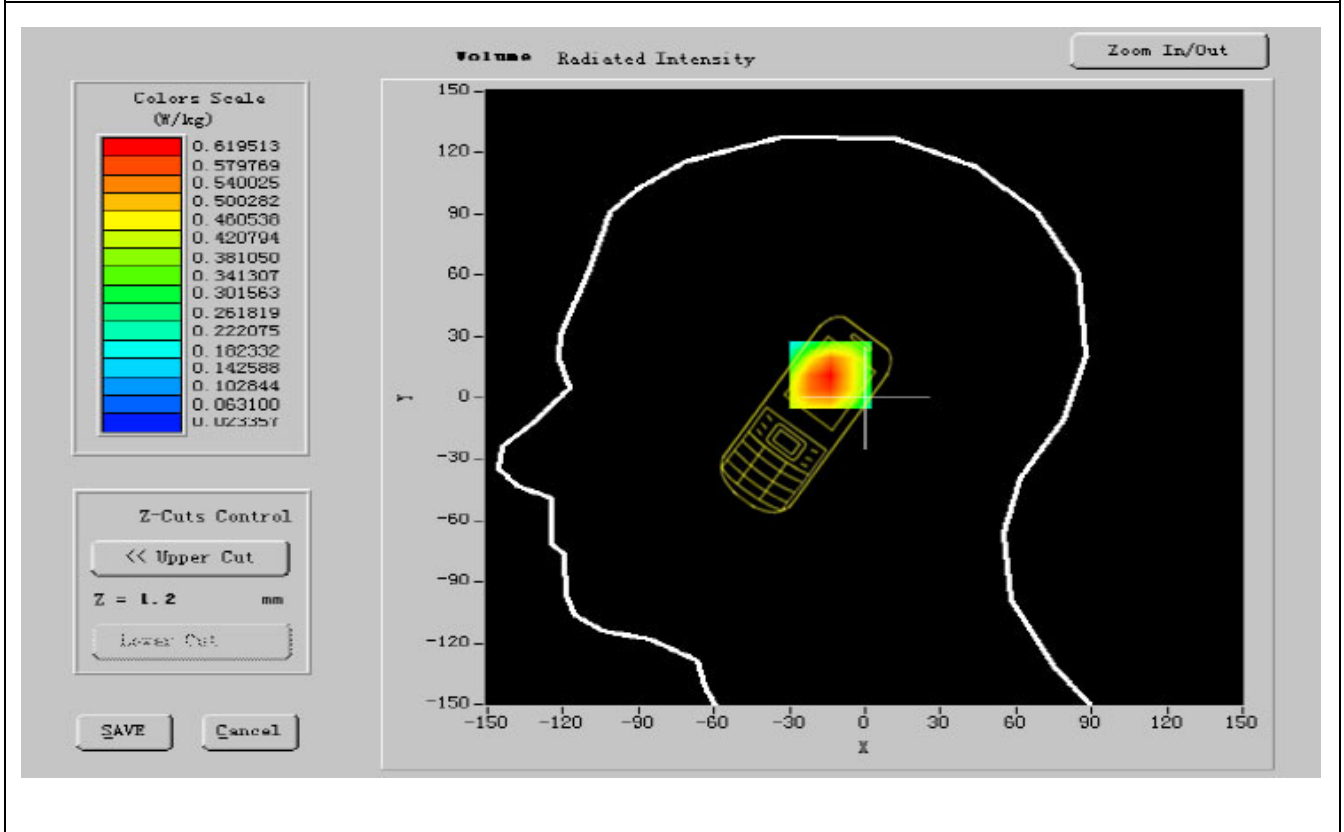 Volume Radiated Intensity
Zoom In/Out
Colors Scale
(W/kg)
0.619513
0.579769
0.540025
0.500282
0.460538
0.420794
0.381050
0.341307
0.301563
0.261819
0.222075
0.182332
0.142588
0.102844
0.063100
0.023357
Z-Cuts Control
<< Upper Cut
Z = 1.2 mm
Lower Cut
SAVE
Cancel
150
120
90
60
30
0
-30
-60
-90
-120
-150
Y
-150 -120 -90 -60 -30 0 30 60 90 120 150
X